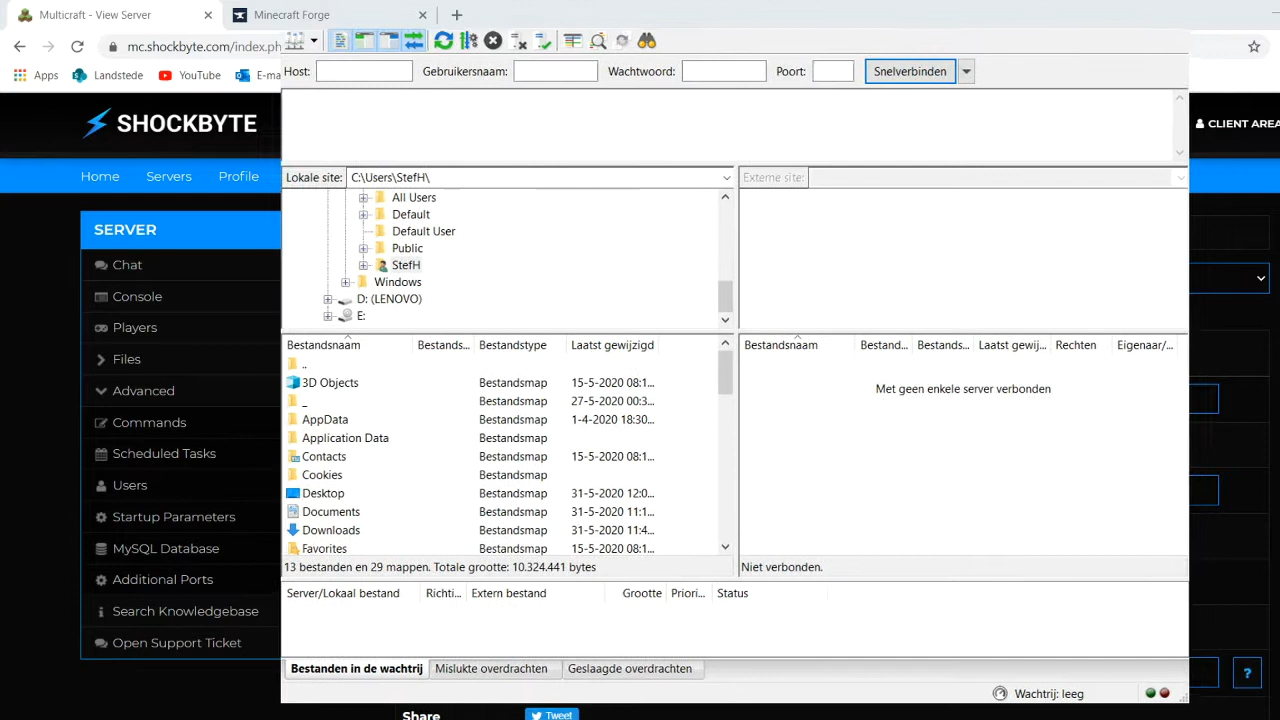 Multicraft - View Server
Minecraft Forge
mc.shockbyte.com/index.ph
Apps
Landstede
YouTube
E-ma
Host:
Gebruikersnaam:
Wachtwoord:
Poort:
Snelverbinden
SHOCKBYTE
CLIENT AREA
Home
Servers
Profile
Lokale site:
C:\Users\StefH\
Externe site:
SERVER
Chat
Console
Players
Files
Advanced
Commands
Scheduled Tasks
Users
Startup Parameters
MySQL Database
Additional Ports
Search Knowledgebase
Open Support Ticket
All Users
Default
Default User
Public
StefH
Windows
D: (LENOVO)
E:
Bestandsnaam Bestands... Bestandstype Laatst gewijzigd
..
3D Objects Bestandsmap 15-5-2020 08:1...
_ Bestandsmap 27-5-2020 00:3...
AppData Bestandsmap 1-4-2020 18:30...
Application Data Bestandsmap
Contacts Bestandsmap 15-5-2020 08:1...
Cookies Bestandsmap
Desktop Bestandsmap 31-5-2020 12:0...
Documents Bestandsmap 31-5-2020 11:1...
Downloads Bestandsmap 31-5-2020 11:4...
Favorites Bestandsmap 15-5-2020 08:1...
13 bestanden en 29 mappen. Totale grootte: 10.324.441 bytes
Bestandsnaam Bestand... Bestands... Laatst gewij... Rechten Eigenaar/...
Met geen enkele server verbonden
Niet verbonden.
Server/Lokaal bestand Richti... Extern bestand Grootte Priori... Status
Bestanden in de wachtrij Mislukte overdrachten Geslaagde overdrachten
Wachtrij: leeg
?
Share
Tweet